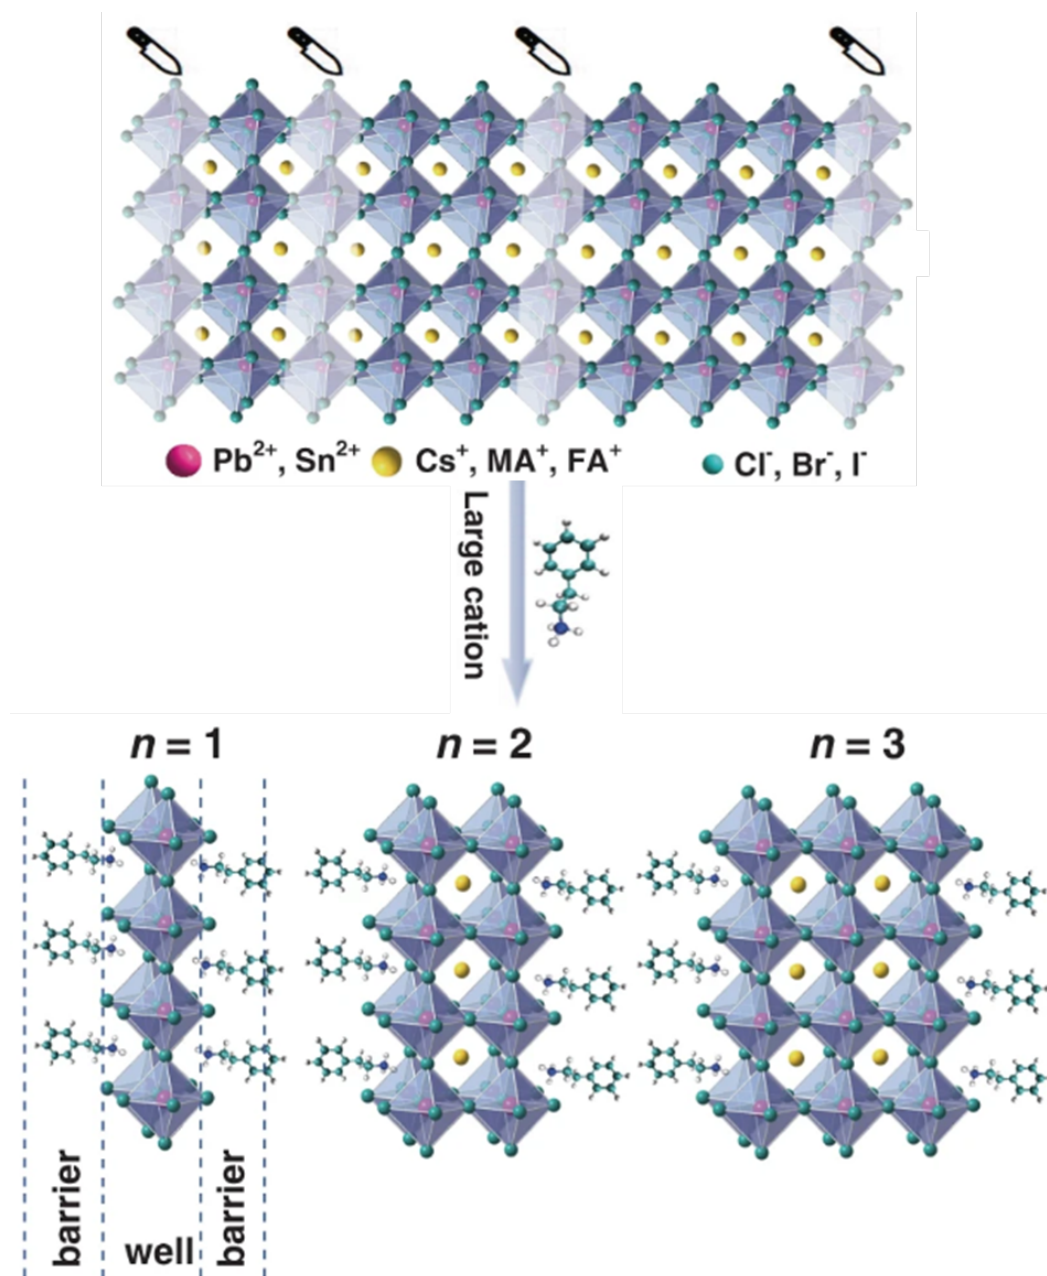 Pb²⁺, Sn²⁺ Cs⁺, MA⁺, FA⁺ Cl⁻, Br⁻, I⁻
Large cation
n = 1 n = 2 n = 3
barrier well barrier